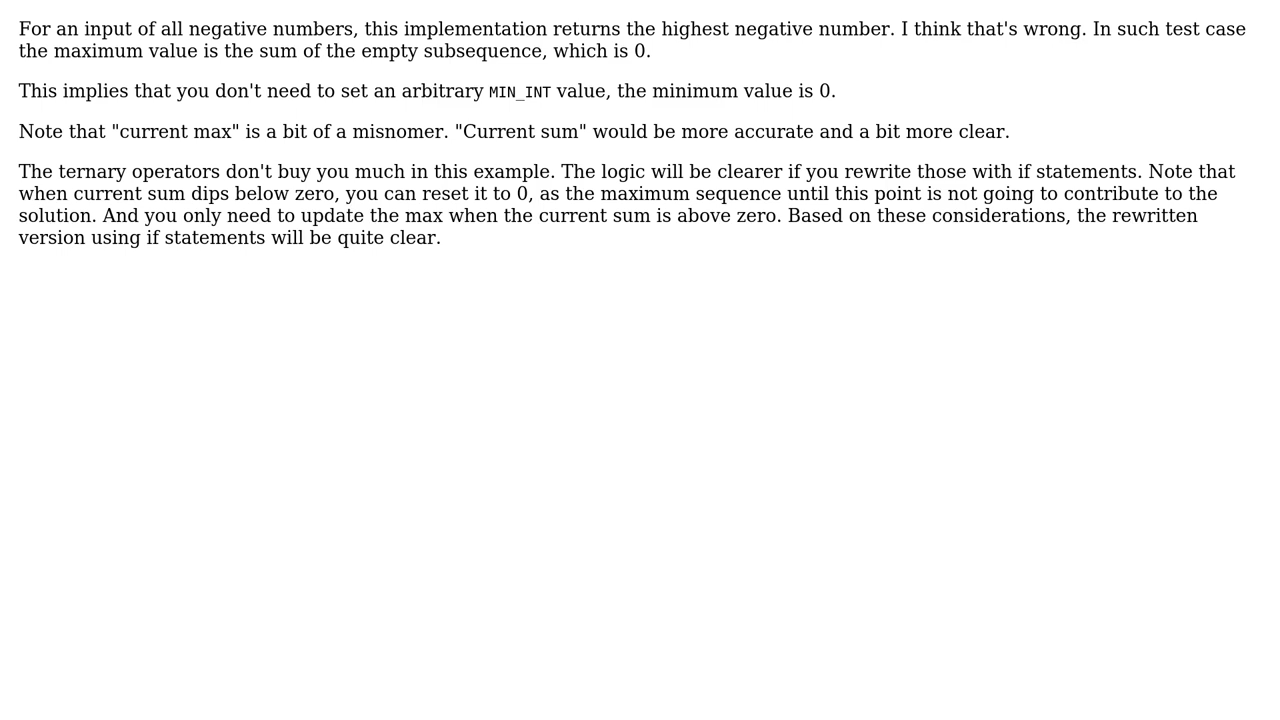 For an input of all negative numbers, this implementation returns the highest negative number. I think that's wrong. In such test case
the maximum value is the sum of the empty subsequence, which is 0.
This implies that you don't need to set an arbitrary MIN_INT value, the minimum value is 0.
Note that "current max" is a bit of a misnomer. "Current sum" would be more accurate and a bit more clear.
The ternary operators don't buy you much in this example. The logic will be clearer if you rewrite those with if statements. Note that
when current sum dips below zero, you can reset it to 0, as the maximum sequence until this point is not going to contribute to the
solution. And you only need to update the max when the current sum is above zero. Based on these considerations, the rewritten
version using if statements will be quite clear.